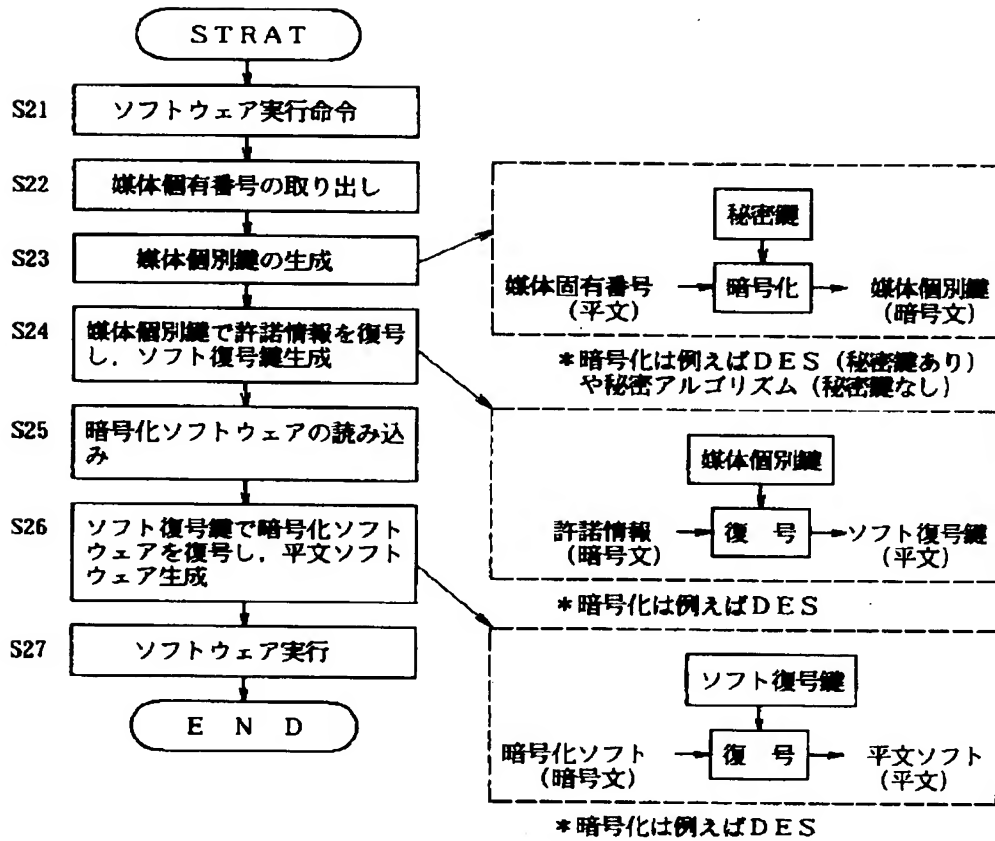 STRAT
S21
ソフトウェア実行命令
S22
媒体個有番号の取り出し
S23
媒体個別鍵の生成
S24
媒体個別鍵で許諾情報を復号
し，ソフト復号鍵生成
S25
暗号化ソフトウェアの読み込
み
S26
ソフト復号鍵で暗号化ソフト
ウェアを復号し，平文ソフト
ウェア生成
S27
ソフトウェア実行
END
秘密鍵
媒体固有番号
(平文)
暗号化
媒体個別鍵
(暗号文)
＊暗号化は例えばDES（秘密鍵あり）
や秘密アルゴリズム（秘密鍵なし）
媒体個別鍵
許諾情報
(暗号文)
復 号
ソフト復号鍵
(平文)
＊暗号化は例えばDES
ソフト復号鍵
暗号化ソフト
(暗号文)
復 号
平文ソフト
(平文)
＊暗号化は例えばDES